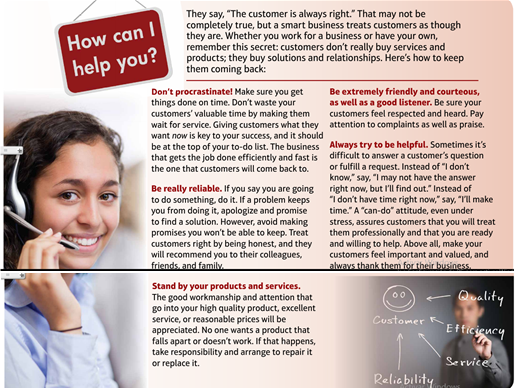 How can I
help you?
They say, "The customer is always right." That may not be
completely true, but a smart business treats customers as though
they are. Whether you work for a business or have your own,
remember this secret: customers don't really buy services and
products; they buy solutions and relationships. Here's how to keep
them coming back:
Don't procrastinate! Make sure you get
things done on time. Don't waste your
customers' valuable time by making them
wait for service. Giving customers what they
want now is key to your success, and it should
be at the top of your to-do list. The business
that gets the job done efficiently and fast is
the one that customers will come back to.
Be really reliable. If you say you are going
to do something, do it. If a problem keeps
you from doing it, apologize and promise
to find a solution. However, avoid making
promises you won't be able to keep. Treat
customers right by being honest, and they
will recommend you to their colleagues,
friends, and family.
Stand by your products and services.
The good workmanship and attention that
go into your high quality product, excellent
service, or reasonable prices will be
appreciated. No one wants a product that
falls apart or doesn't work. If that happens,
take responsibility and arrange to repair it
or replace it.
Be extremely friendly and courteous,
as well as a good listener. Be sure your
customers feel respected and heard. Pay
attention to complaints as well as praise.
Always try to be helpful. Sometimes it's
difficult to answer a customer's question
or fulfill a request. Instead of "I don't
know," say, "I may not have the answer
right now, but I'll find out." Instead of
"I don't have time right now," say, "I'll make
time." A "can-do" attitude, even under
stress, assures customers that you will treat
them professionally and that you are ready
and willing to help. Above all, make your
customers feel important and valued, and
always thank them for their business.
Quality
Customer
Efficiency
Service
Reliability